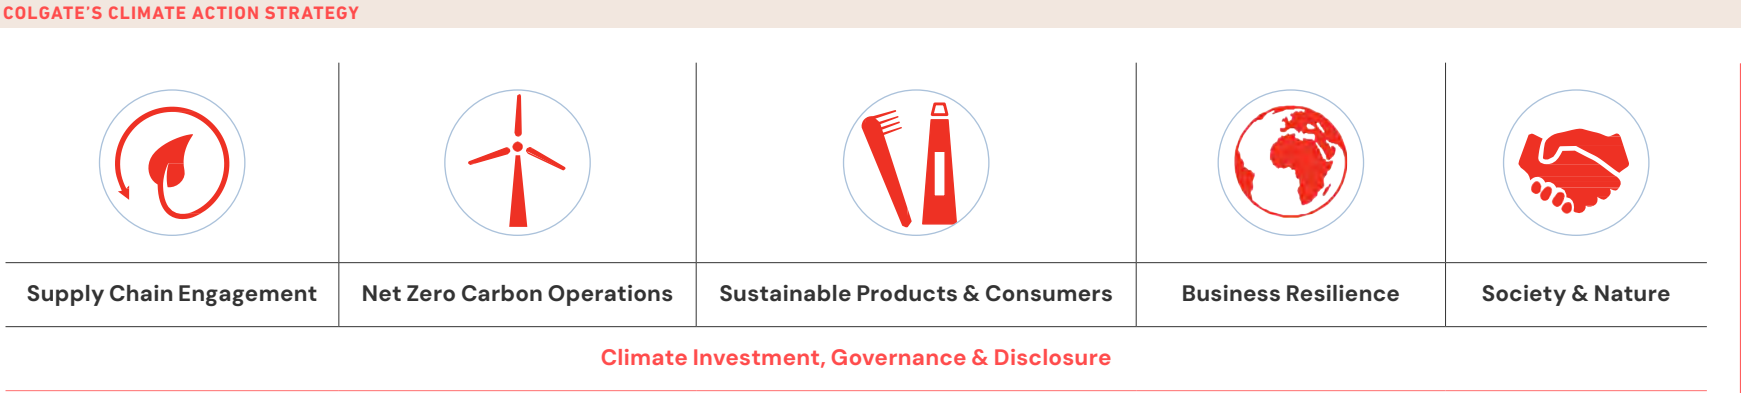 COLGATE'S CLIMATE ACTION STRATEGY
Supply Chain Engagement
Net Zero Carbon Operations
Sustainable Products & Consumers
Business Resilience
Society & Nature
Climate Investment, Governance & Disclosure